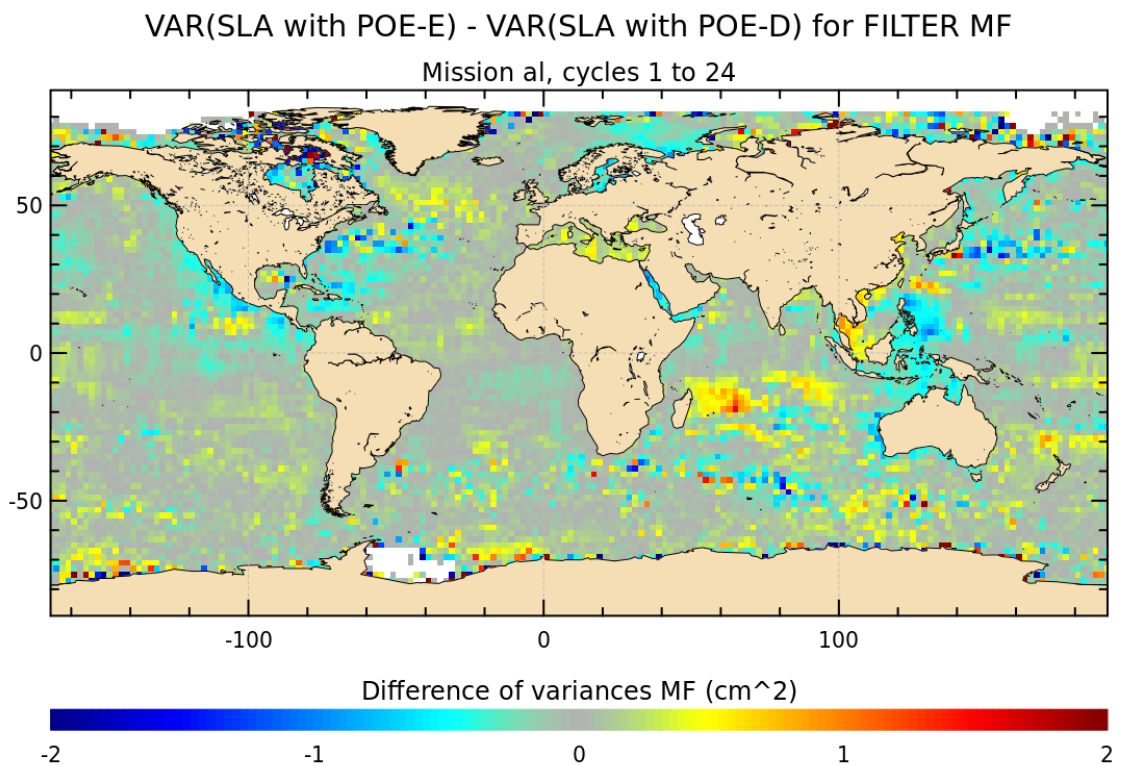 VAR(SLA with POE-E) - VAR(SLA with POE-D) for FILTER MF
Mission al, cycles 1 to 24
50
0
-50
-100 0 100
Difference of variances MF (cm^2)
-2 -1 0 1 2